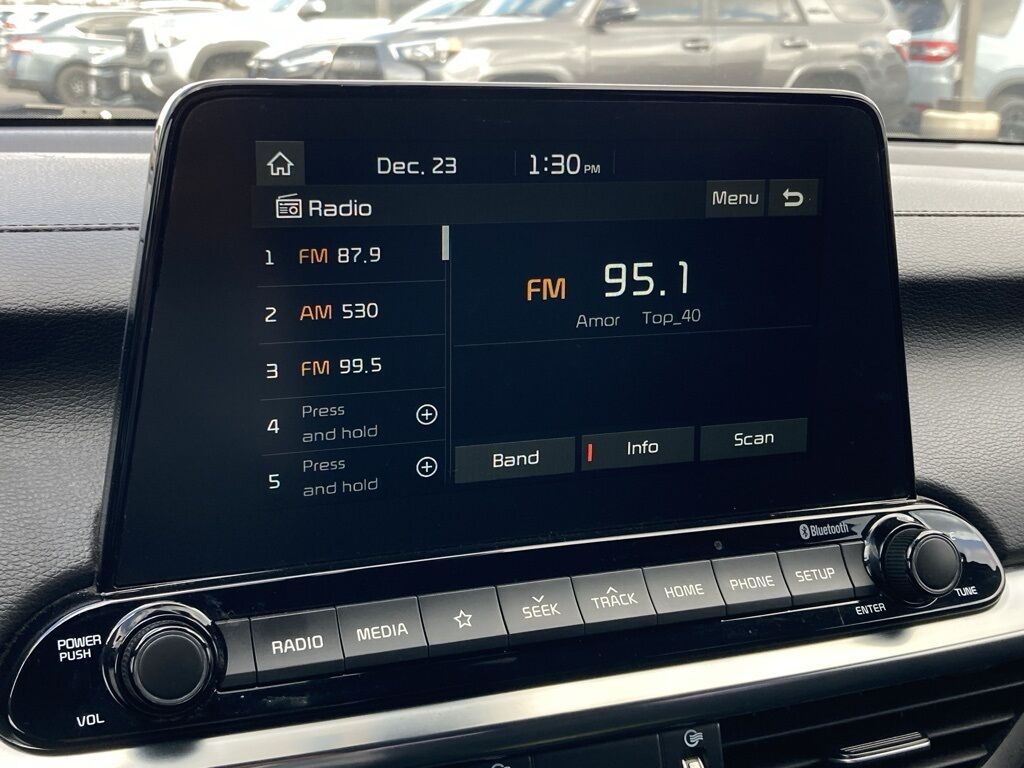 Dec. 23 1:30 PM
Radio Menu
1 FM 87.9
2 AM 530
3 FM 99.5
4 Press
and hold
5 Press
and hold
FM 95.1
Amor Top_40
Band Info Scan
Bluetooth
POWER
PUSH
VOL
RADIO MEDIA SEEK TRACK HOME PHONE SETUP
ENTER TUNE